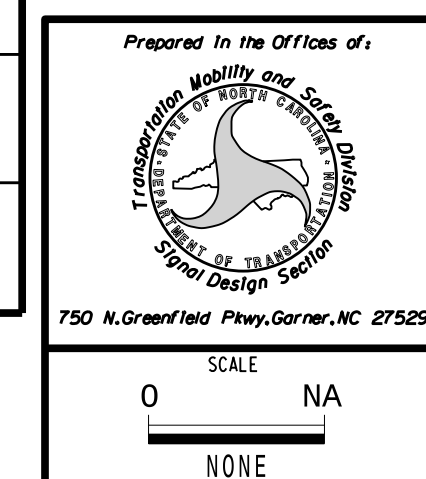 Prepared in the Offices of:
Transportation Mobility and Safety Division
STATE OF NORTH CAROLINA
DEPARTMENT OF TRANSPORTATION
Signal Design Section
750 N.Greenfield Pkwy,Garner,NC 27529
SCALE
0 NA
NONE